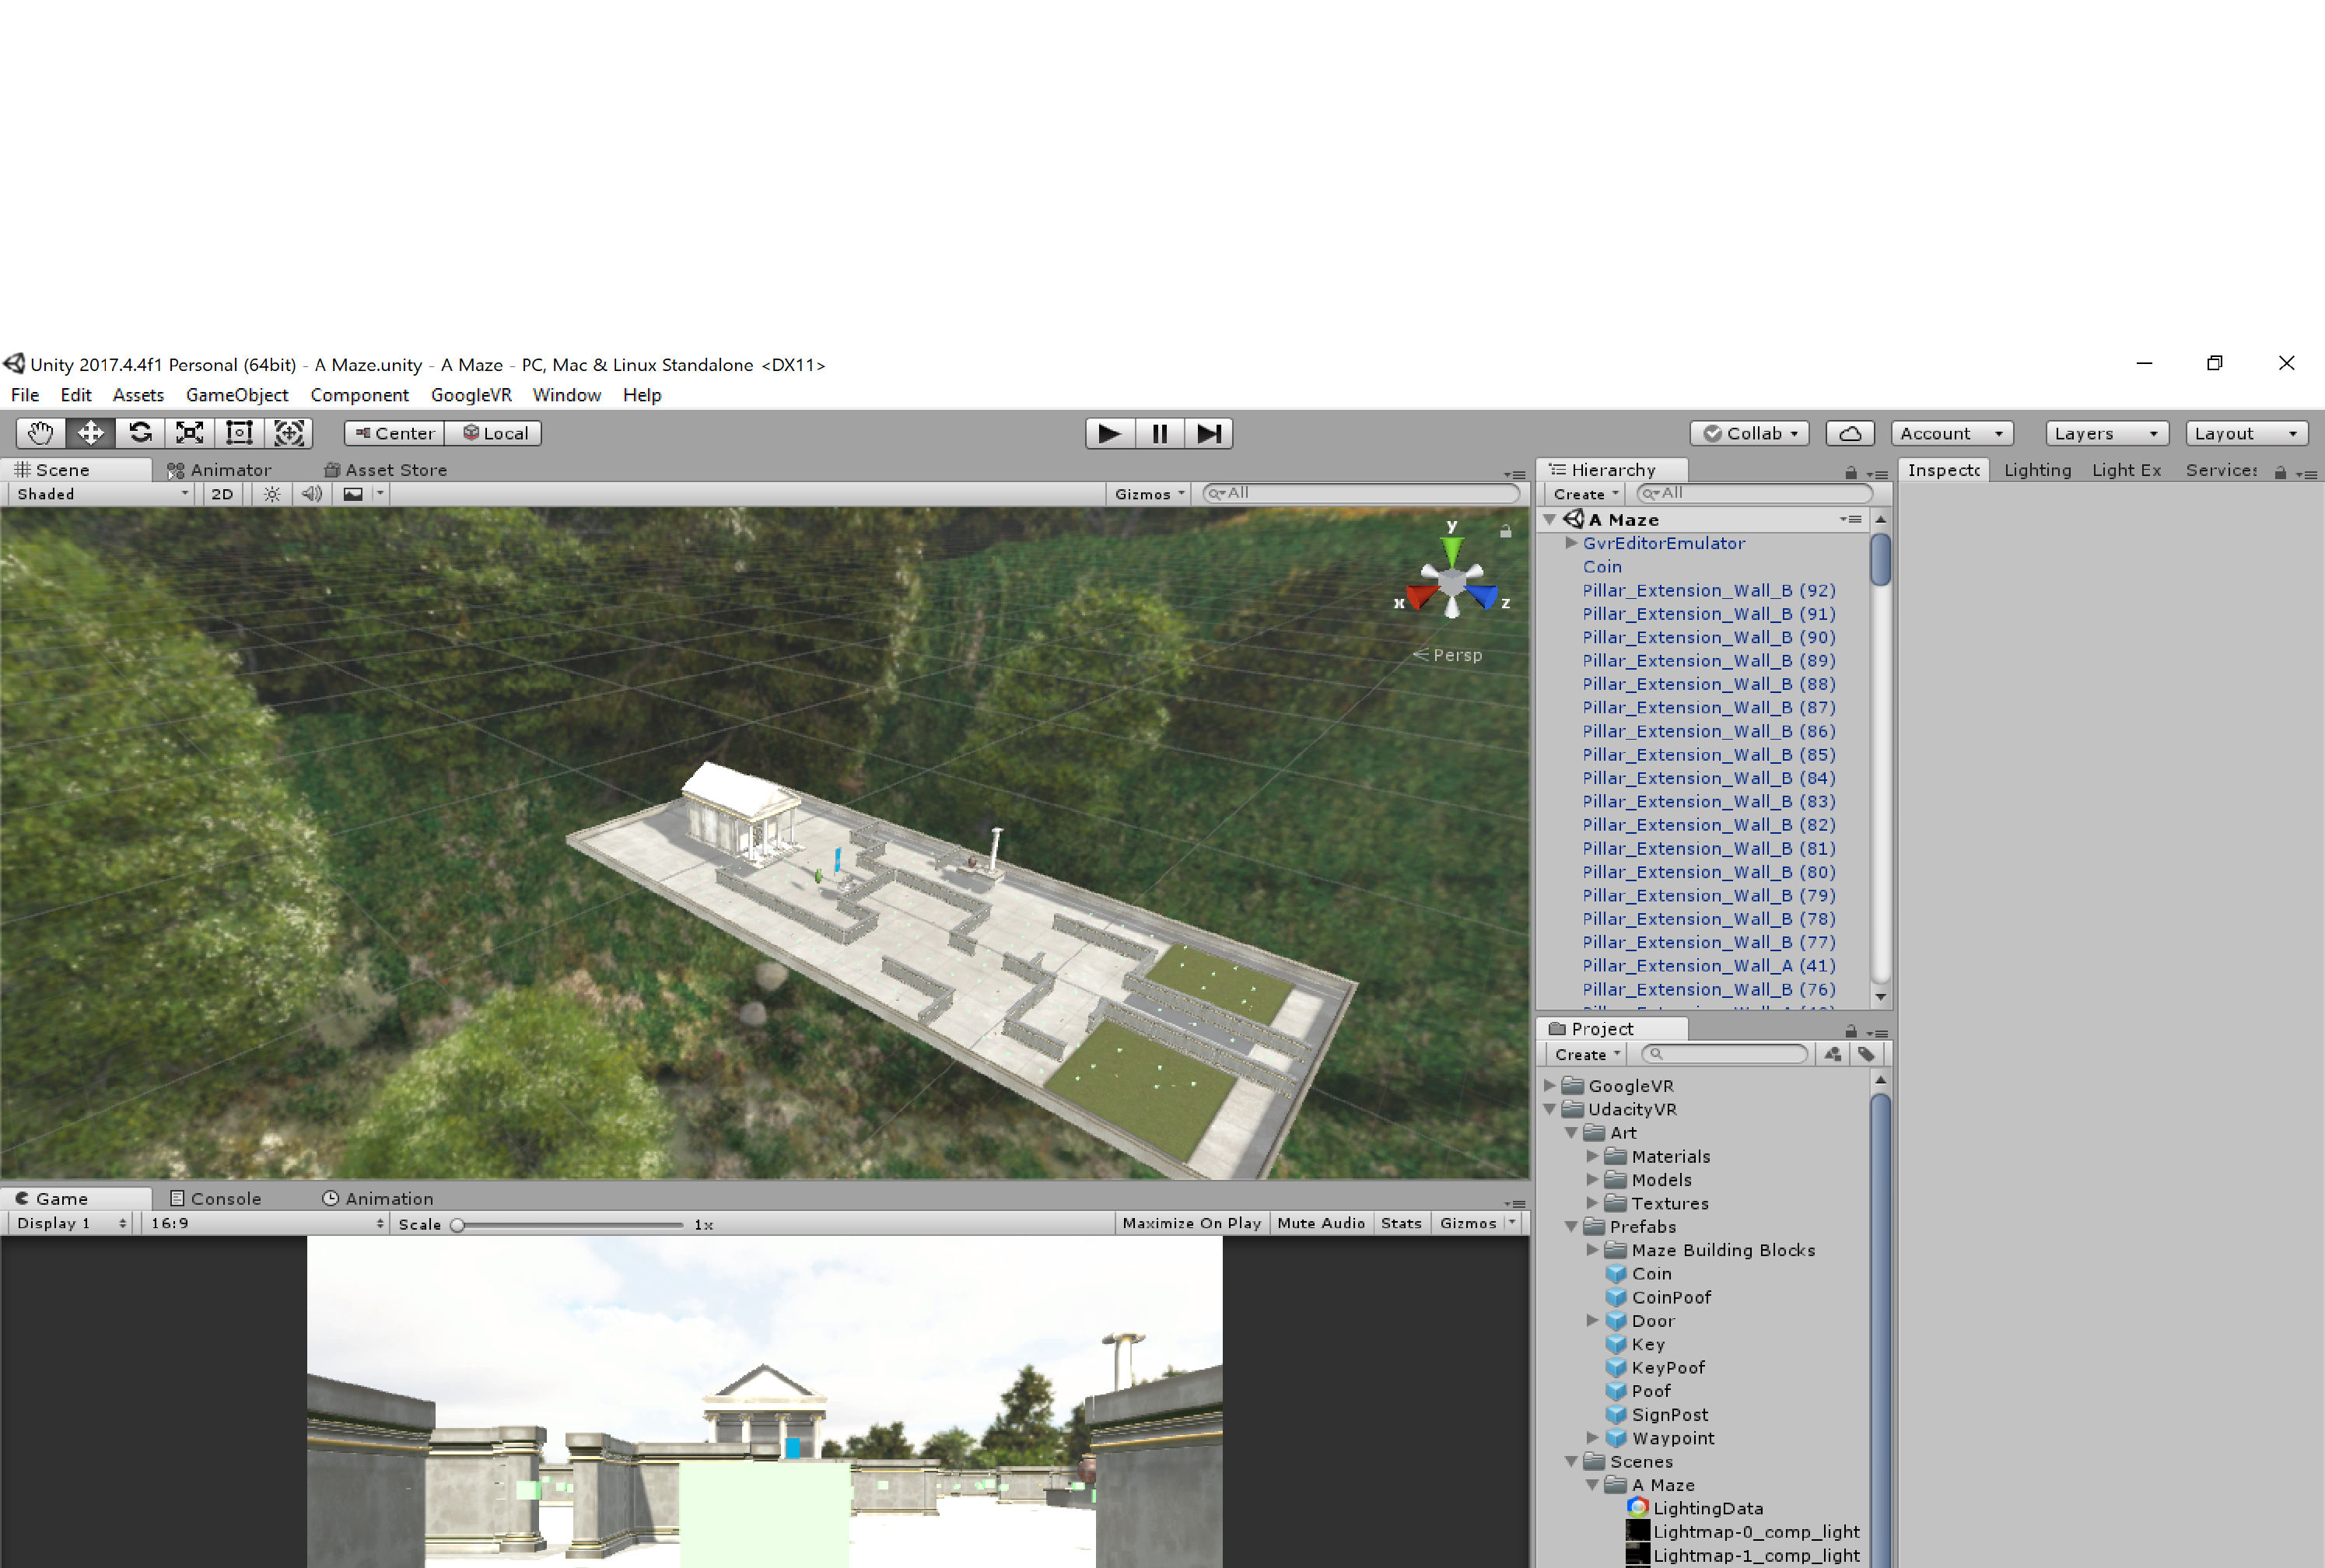 Unity 2017.4.4f1 Personal (64bit) - A Maze.unity - A Maze - PC, Mac & Linux Standalone <DX11>
File Edit Assets GameObject Component GoogleVR Window Help
Center Local Collab Account Layers Layout
Scene Animator Asset Store
Shaded 2D Gizmos All
y
x z
Persp
Hierarchy
Create All
A Maze
GvrEditorEmulator
Coin
Pillar_Extension_Wall_B (92)
Pillar_Extension_Wall_B (91)
Pillar_Extension_Wall_B (90)
Pillar_Extension_Wall_B (89)
Pillar_Extension_Wall_B (88)
Pillar_Extension_Wall_B (87)
Pillar_Extension_Wall_B (86)
Pillar_Extension_Wall_B (85)
Pillar_Extension_Wall_B (84)
Pillar_Extension_Wall_B (83)
Pillar_Extension_Wall_B (82)
Pillar_Extension_Wall_B (81)
Pillar_Extension_Wall_B (80)
Pillar_Extension_Wall_B (79)
Pillar_Extension_Wall_B (78)
Pillar_Extension_Wall_B (77)
Pillar_Extension_Wall_A (41)
Pillar_Extension_Wall_B (76)
Inspecto Lighting Light Ex Services
Game Console Animation
Display 1 16:9 Scale 1x Maximize On Play Mute Audio Stats Gizmos
Project
Create
GoogleVR
UdacityVR
Art
Materials
Models
Textures
Prefabs
Maze Building Blocks
Coin
CoinPoof
Door
Key
KeyPoof
Poof
SignPost
Waypoint
Scenes
A Maze
LightingData
Lightmap-0_comp_light
Lightmap-1_comp_light